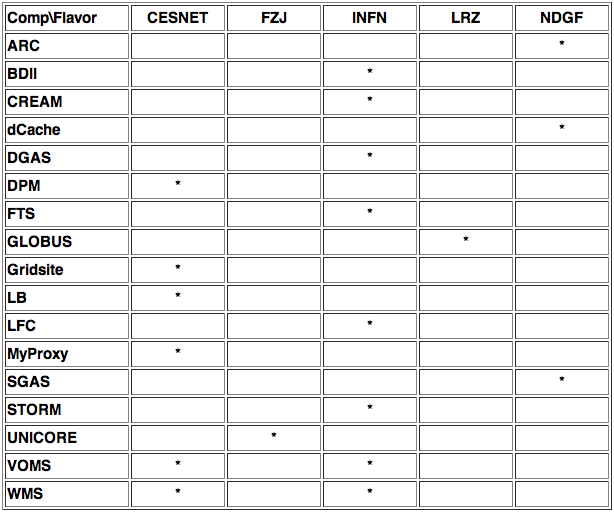 Comp\Flavor CESNET FZJ INFN LRZ NDGF
ARC *
BDII *
CREAM *
dCache *
DGAS *
DPM *
FTS *
GLOBUS *
Gridsite *
LB *
LFC *
MyProxy *
SGAS *
STORM *
UNICORE *
VOMS * *
WMS * *